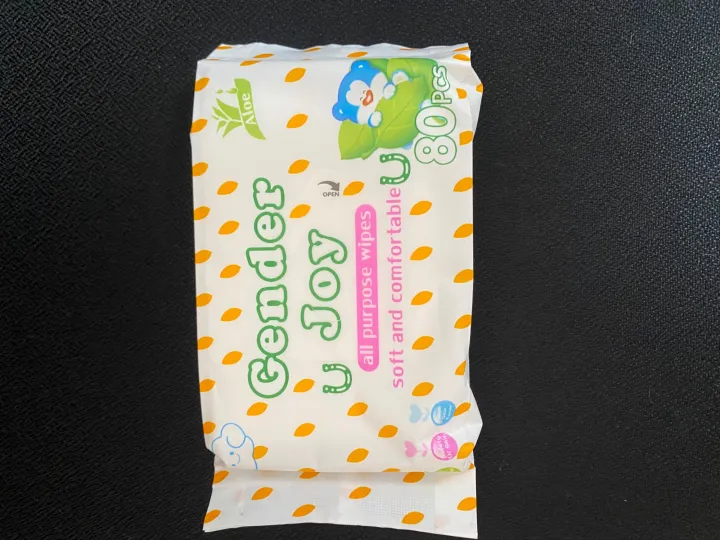 Aloe
Gender
Joy
OPEN
all purpose wipes
soft and comfortable
80pcs